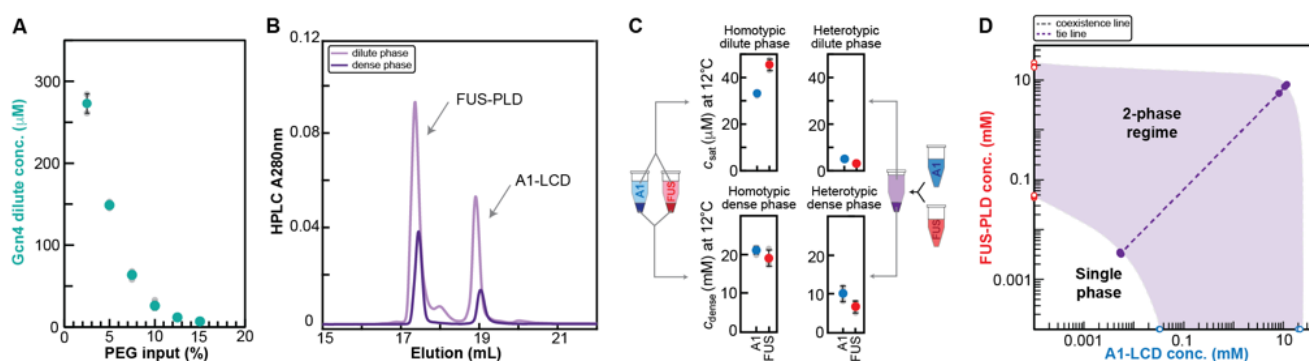 A
Gcn4 dilute conc. (μM)
300
200
100
0
0
5
10
15
20
PEG input (%)
B
HPLC A280nm
0.12
0.08
0.04
0
dilute phase
dense phase
FUS-PLD
A1-LCD
15
17
19
21
Elution (mL)
C
Homotypic
dilute phase
Heterotypic
dilute phase
csat (μM) at 12°C
40
20
0
40
20
0
A1
FUS
A1
FUS
Homotypic
dense phase
Heterotypic
dense phase
cdense (mM) at 12°C
20
0
20
0
A1
FUS
A1
FUS
D
coexistence line
tie line
FUS-PLD conc. (mM)
10
0.1
0.001
2-phase
regime
Single
phase
0.001
0.1
10
A1-LCD conc. (mM)